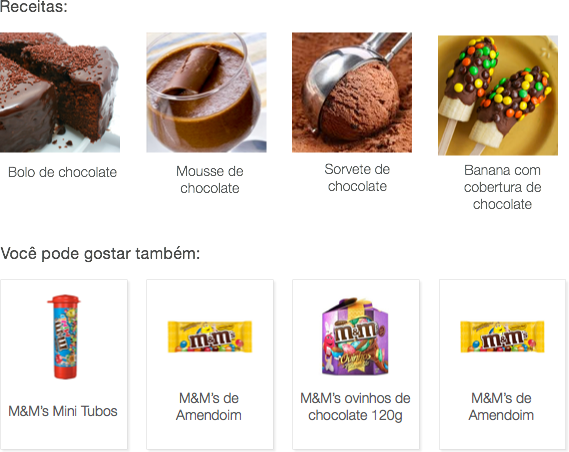 Receitas:
Bolo de chocolate
Mousse de
chocolate
Sorvete de
chocolate
Banana com
cobertura de
chocolate
Você pode gostar também:
m&m's
m&m's
m&m's
Ovinhos
m&m's
M&M's Mini Tubos
M&M's de
Amendoim
M&M's ovinhos de
chocolate 120g
M&M's de
Amendoim